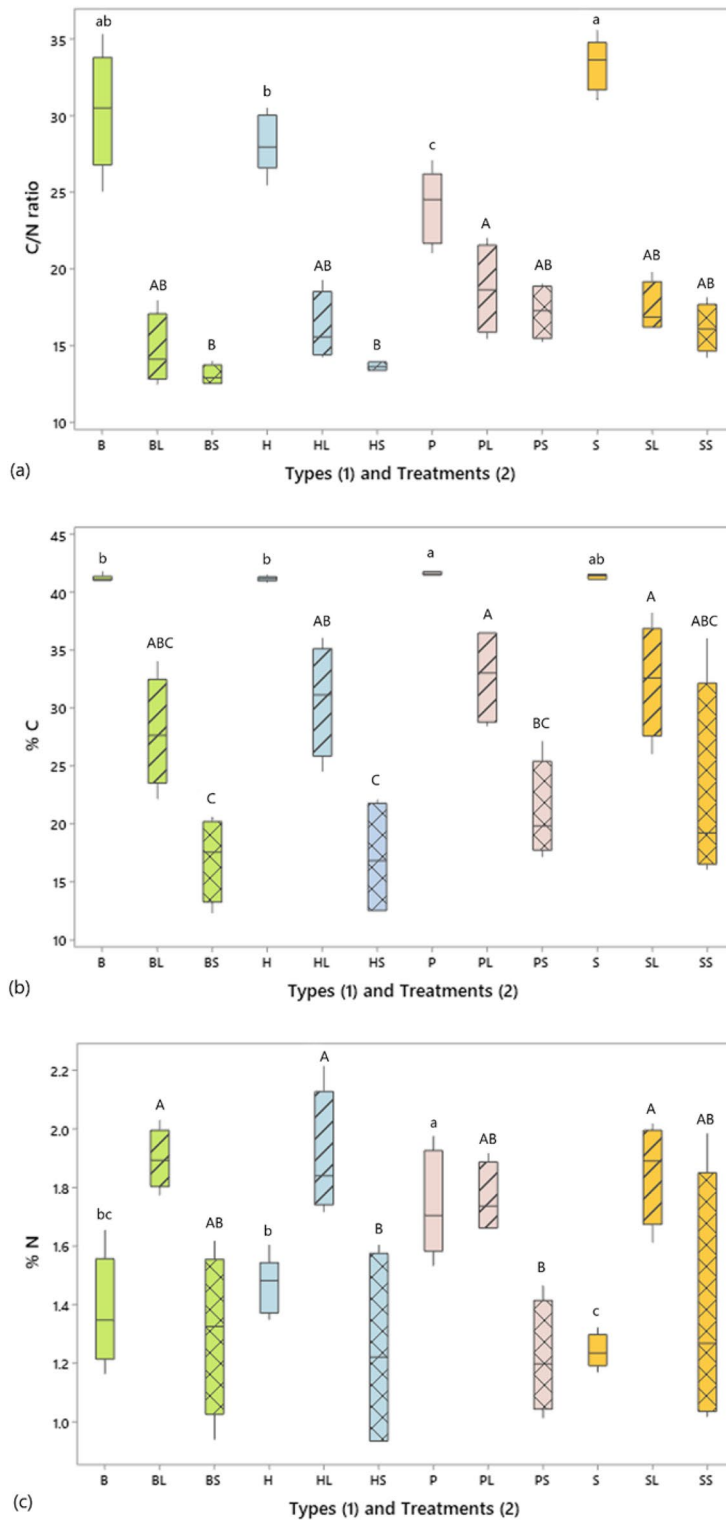 ab
a
35
b
30
c
C/N ratio
25
A
20
AB
AB
AB
AB
AB
B
B
15
10
B BL BS H HL HS P PL PS S SL SS
(a)
Types (1) and Treatments (2)
45
b
b
a
ab
40
A
A
ABC
ABC
AB
35
30
% C
BC
25
C
C
20
15
10
B BL BS H HL HS P PL PS S SL SS
(b)
Types (1) and Treatments (2)
A
2.2
A
A
AB
a
AB
2.0
1.8
bc
AB
b
B
% N
1.6
B
c
1.4
1.2
1.0
B BL BS H HL HS P PL PS S SL SS
(c)
Types (1) and Treatments (2)